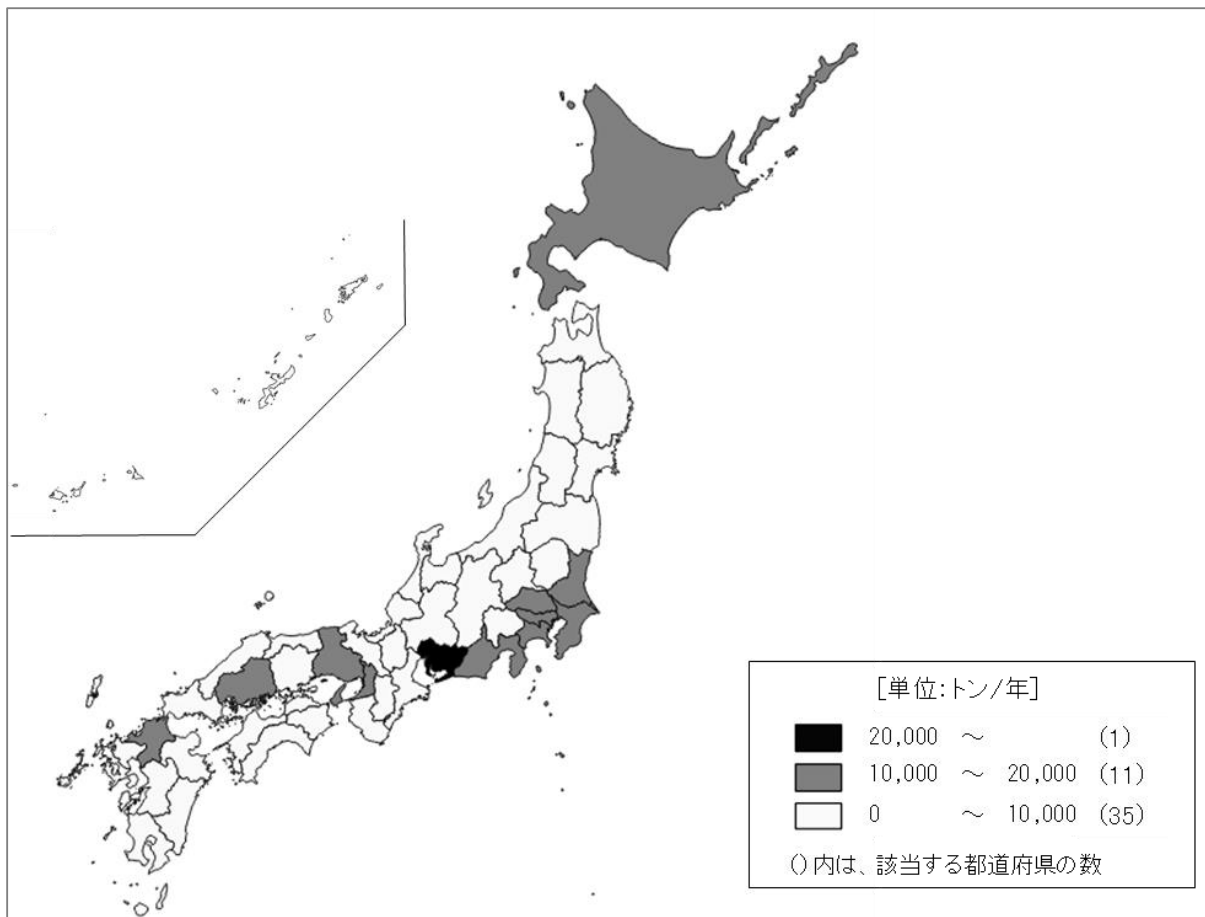 [単位:トン/年]
20,000 ～ (1)
10,000 ～ 20,000 (11)
0 ～ 10,000 (35)
()内は、該当する都道府県の数